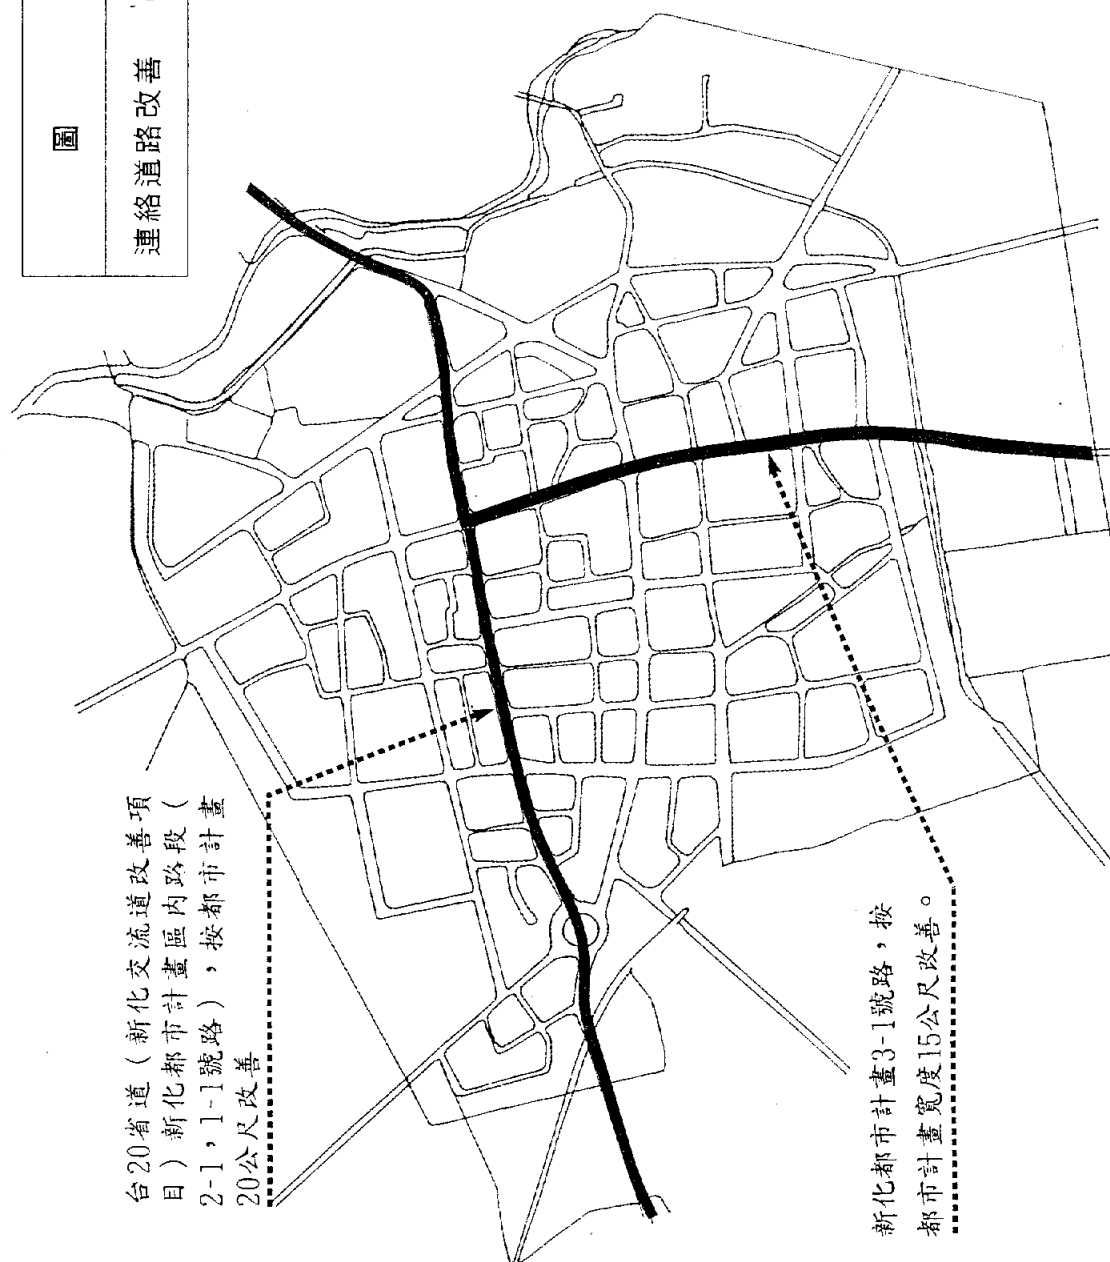 圖
連絡道路改善
台20省道（新化交流道改善項
目）新化都市計畫區内路段（
2-1，1-1號路），按都市計畫
20公尺改善
新化都市計畫3-1號路，按
都市計畫寬度15公尺改善。